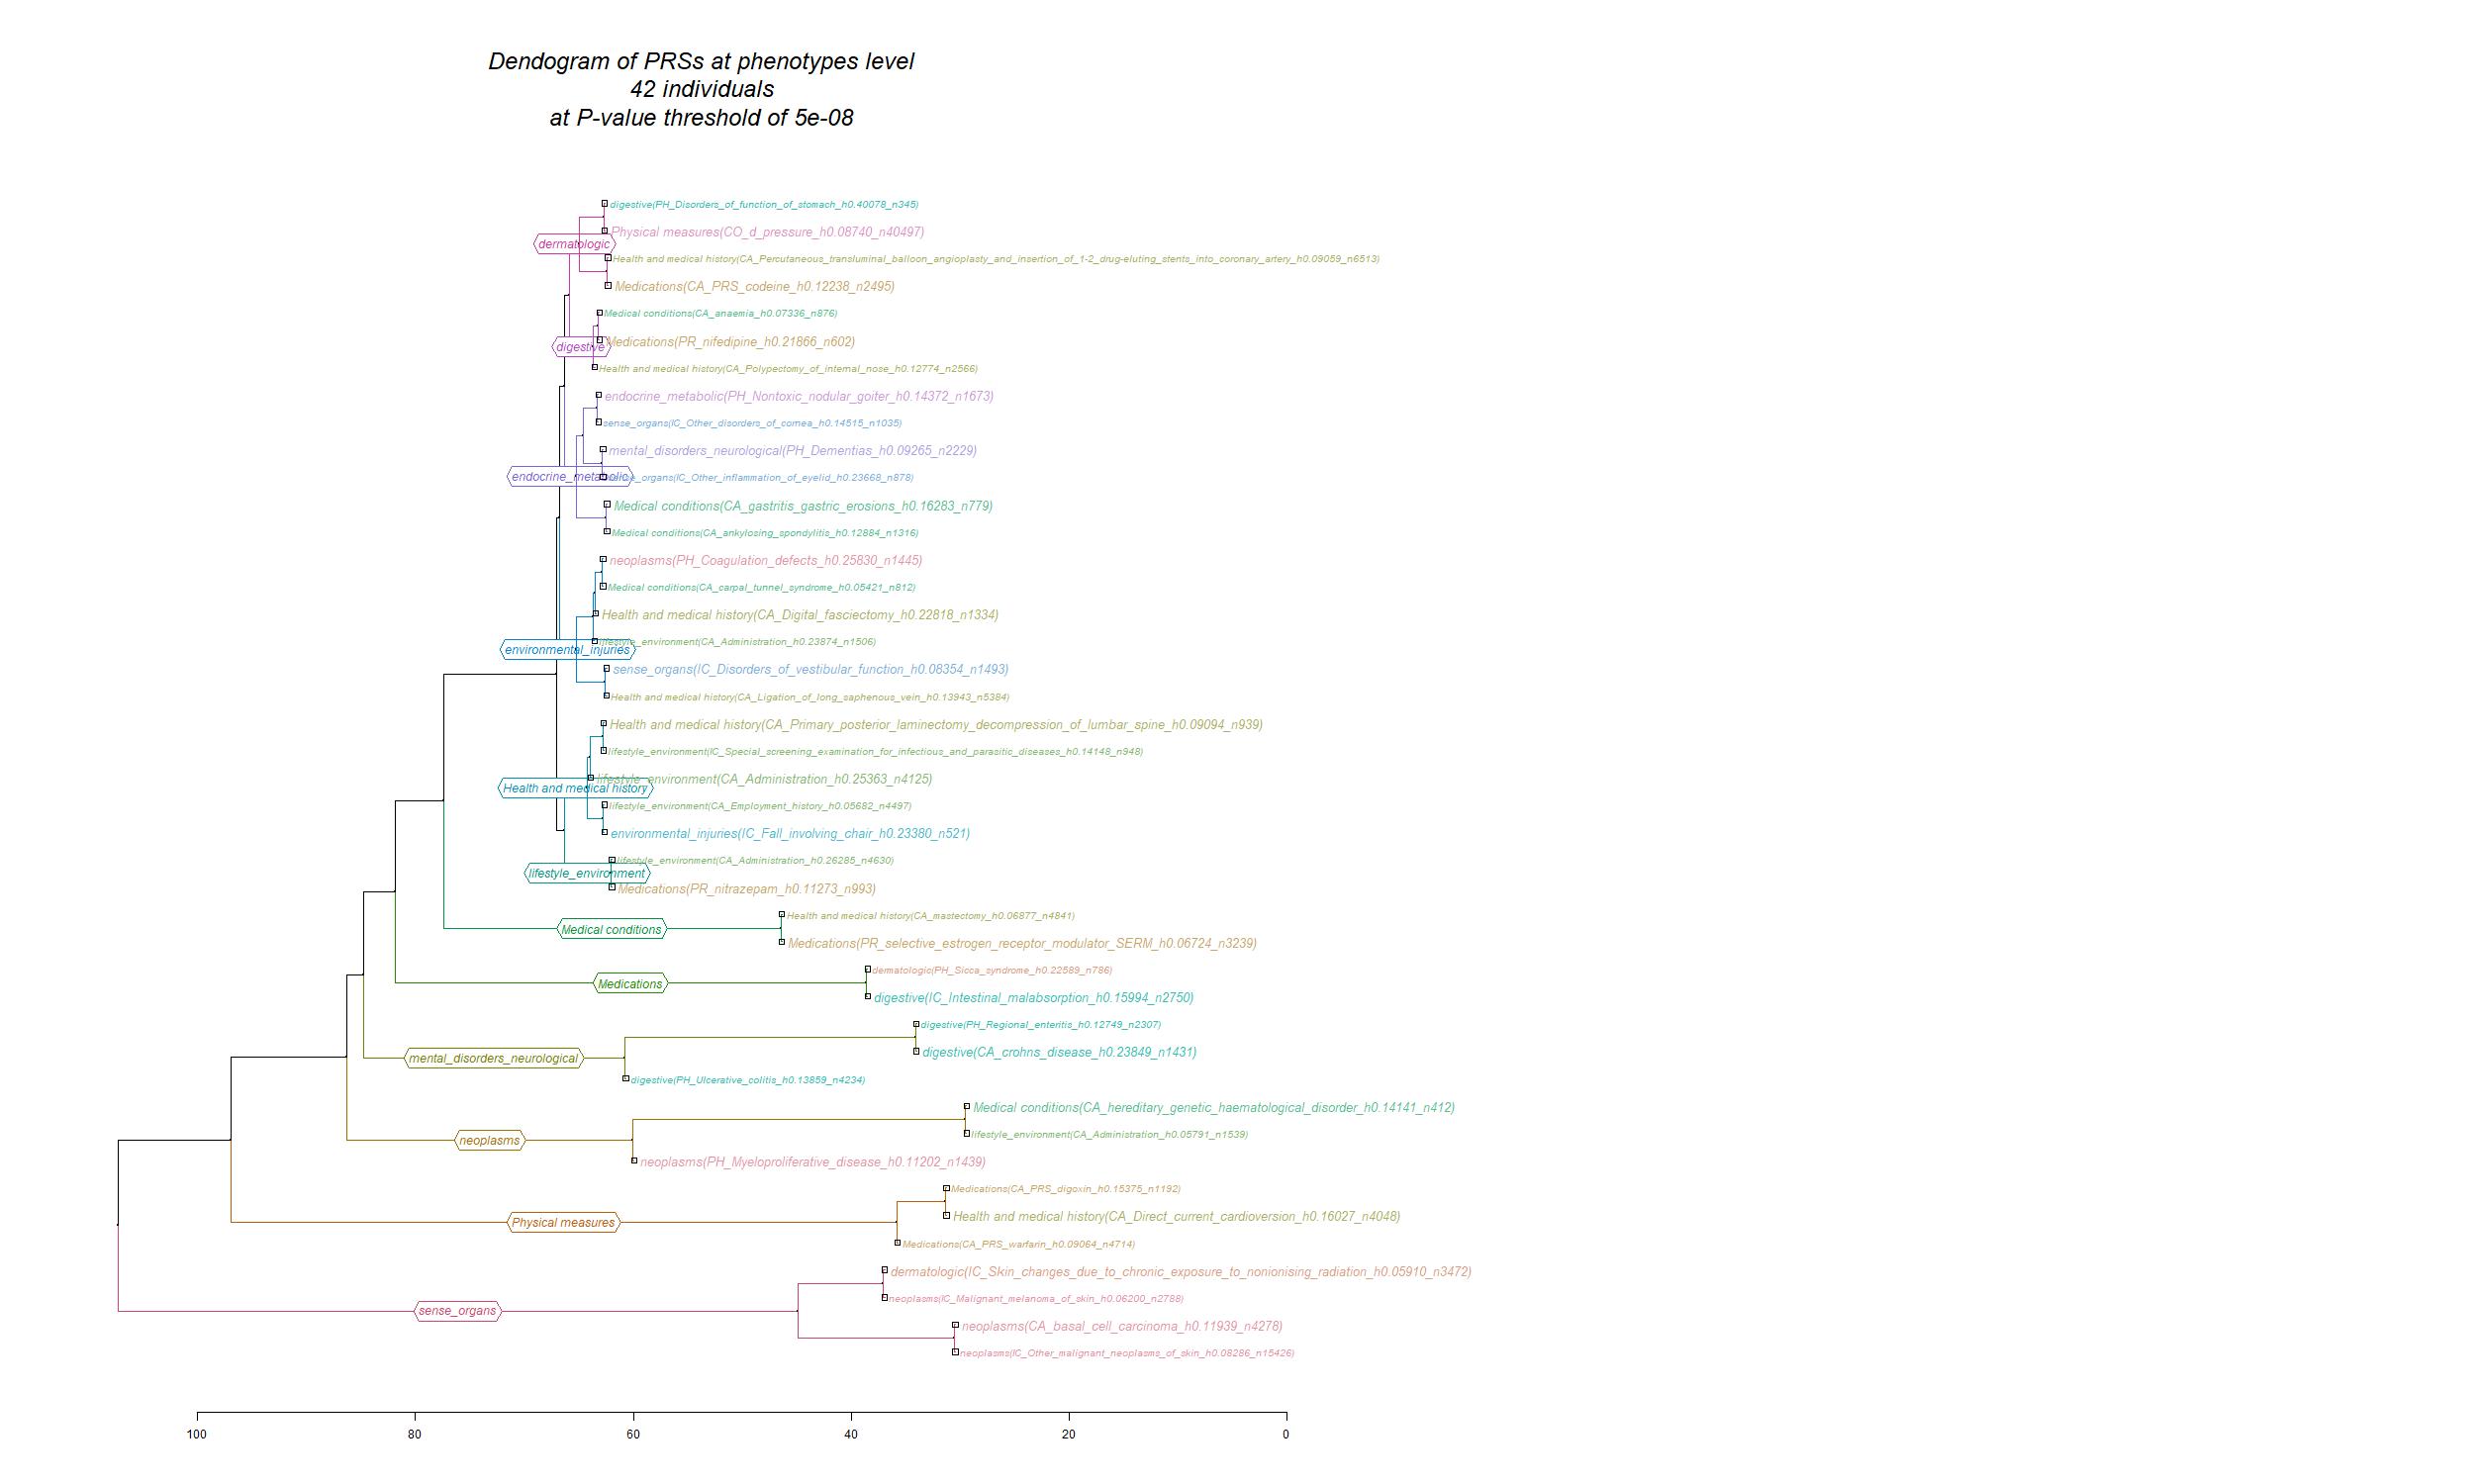 Dendogram of PRSs at phenotypes level
42 individuals
at P-value threshold of 5e-08
digestive(PH_Disorders_of_function_of_stomach_h0.40078_n345)
Physical measures(CO_d_pressure_h0.08740_n40497)
dermatologic
Health and medical history(CA_Percutaneous_transluminal_balloon_angioplasty_and_insertion_of_1-2_drug-eluting_stents_into_coronary_artery_h0.09059_n6513)
Medications(CA_PRS_codeine_h0.12238_n2495)
Medical conditions(CA_anaemia_h0.07336_n876)
Medications(PR_nifedipine_h0.21866_n602)
digestive
Health and medical history(CA_Polypectomy_of_internal_nose_h0.12774_n2566)
endocrine_metabolic(PH_Nontoxic_nodular_goiter_h0.14372_n1673)
sense_organs(IC_Other_disorders_of_cornea_h0.14515_n1035)
mental_disorders_neurological(PH_Dementias_h0.09265_n2229)
endocrine_metabolic
sense_organs(IC_Other_inflammation_of_eyelid_h0.23668_n878)
Medical conditions(CA_gastritis_gastric_erosions_h0.16283_n779)
Medical conditions(CA_ankylosing_spondylitis_h0.12884_n1316)
neoplasms(PH_Coagulation_defects_h0.25830_n1445)
Medical conditions(CA_carpal_tunnel_syndrome_h0.05421_n812)
Health and medical history(CA_Digital_fasciectomy_h0.22818_n1334)
lifestyle_environment(CA_Administration_h0.23874_n1506)
environmental_injuries
sense_organs(IC_Disorders_of_vestibular_function_h0.08354_n1493)
Health and medical history(CA_Ligation_of_long_saphenous_vein_h0.13943_n5384)
Health and medical history(CA_Primary_posterior_laminectomy_decompression_of_lumbar_spine_h0.09094_n939)
lifestyle_environment(IC_Special_screening_examination_for_infectious_and_parasitic_diseases_h0.14148_n948)
lifestyle_environment(CA_Administration_h0.25363_n4125)
Health and medical history
lifestyle_environment(CA_Employment_history_h0.05682_n4497)
environmental_injuries(IC_Fall_involving_chair_h0.23380_n521)
lifestyle_environment(CA_Administration_h0.26285_n4630)
lifestyle_environment
Medications(PR_nitrazepam_h0.11273_n993)
Health and medical history(CA_mastectomy_h0.06877_n4841)
Medical conditions
Medications(PR_selective_estrogen_receptor_modulator_SERM_h0.06724_n3239)
dermatologic(PH_Sicca_syndrome_h0.22589_n786)
Medications
digestive(IC_Intestinal_malabsorption_h0.15994_n2750)
digestive(PH_Regional_enteritis_h0.12749_n2307)
digestive(CA_crohns_disease_h0.23849_n1431)
mental_disorders_neurological
digestive(PH_Ulcerative_colitis_h0.13859_n4234)
Medical conditions(CA_hereditary_genetic_haematological_disorder_h0.14141_n412)
lifestyle_environment(CA_Administration_h0.05791_n1539)
neoplasms
neoplasms(PH_Myeloproliferative_disease_h0.11202_n1439)
Medications(CA_PRS_digoxin_h0.15375_n1192)
Health and medical history(CA_Direct_current_cardioversion_h0.16027_n4048)
Physical measures
Medications(CA_PRS_warfarin_h0.09064_n4714)
dermatologic(IC_Skin_changes_due_to_chronic_exposure_to_nonionising_radiation_h0.05910_n3472)
neoplasms(IC_Malignant_melanoma_of_skin_h0.06200_n2788)
sense_organs
neoplasms(CA_basal_cell_carcinoma_h0.11939_n4278)
neoplasms(IC_Other_malignant_neoplasms_of_skin_h0.08286_n15426)
100 80 60 40 20 0